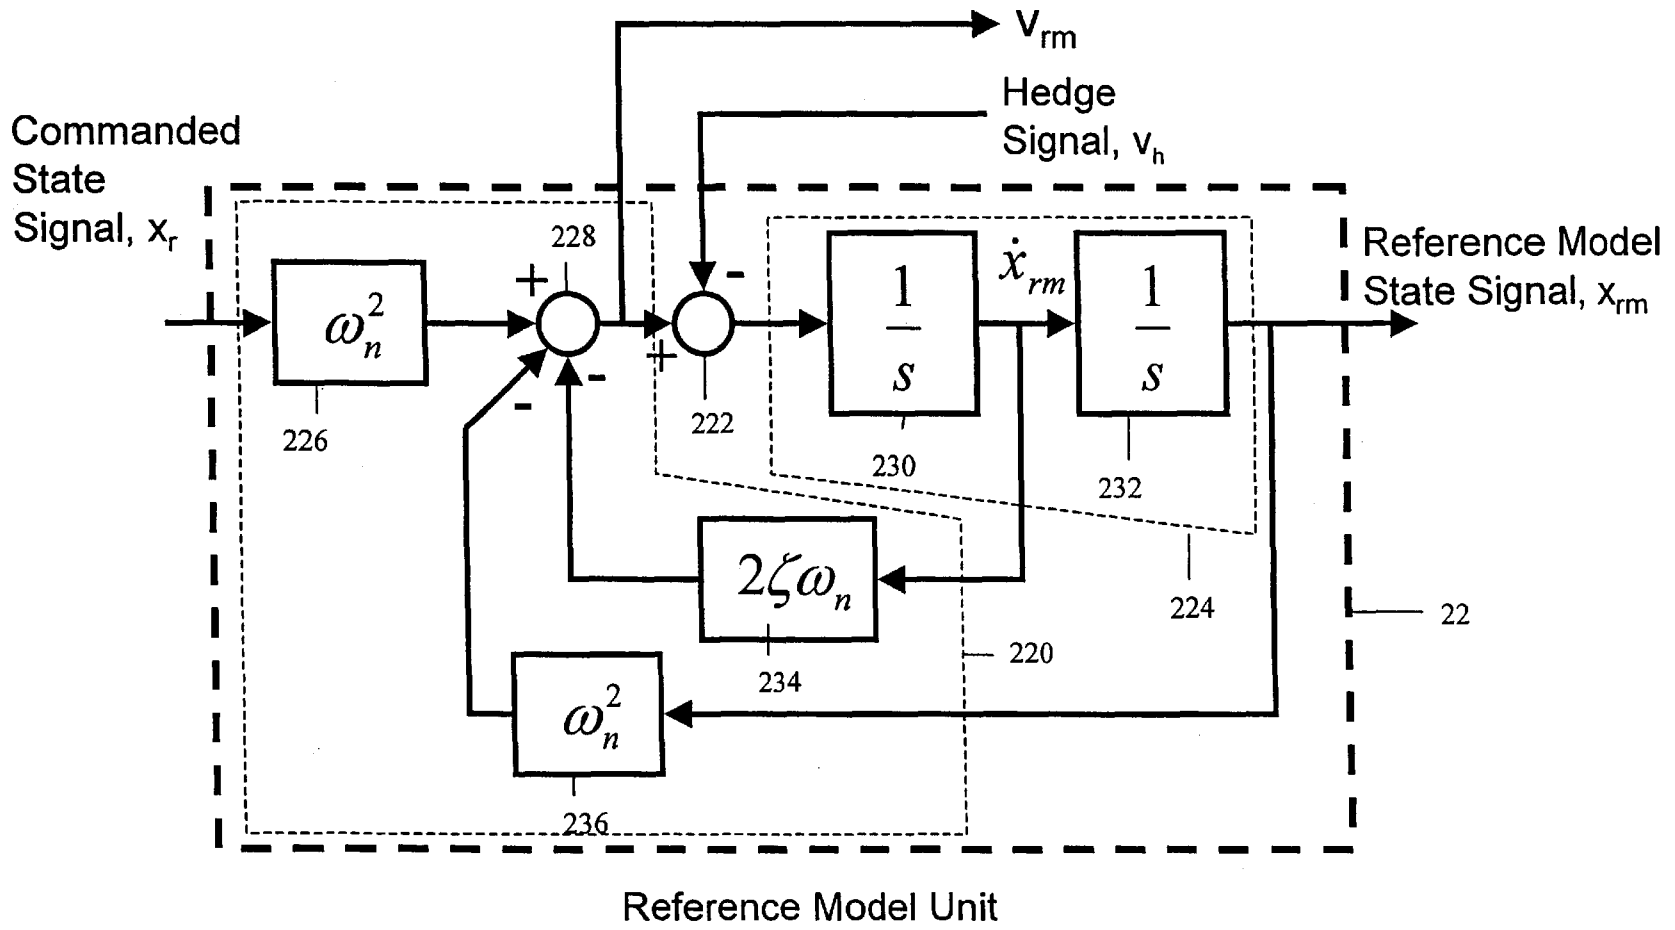 v_rm
Hedge
Signal, v_h
Commanded
State
Signal, x_r
228
+
-
ẋ_rm
Reference Model
State Signal, x_rm
ω_n^2
1/s
1/s
+
-
-
226
222
230
232
2ζω_n
224
22
220
234
ω_n^2
236
Reference Model Unit